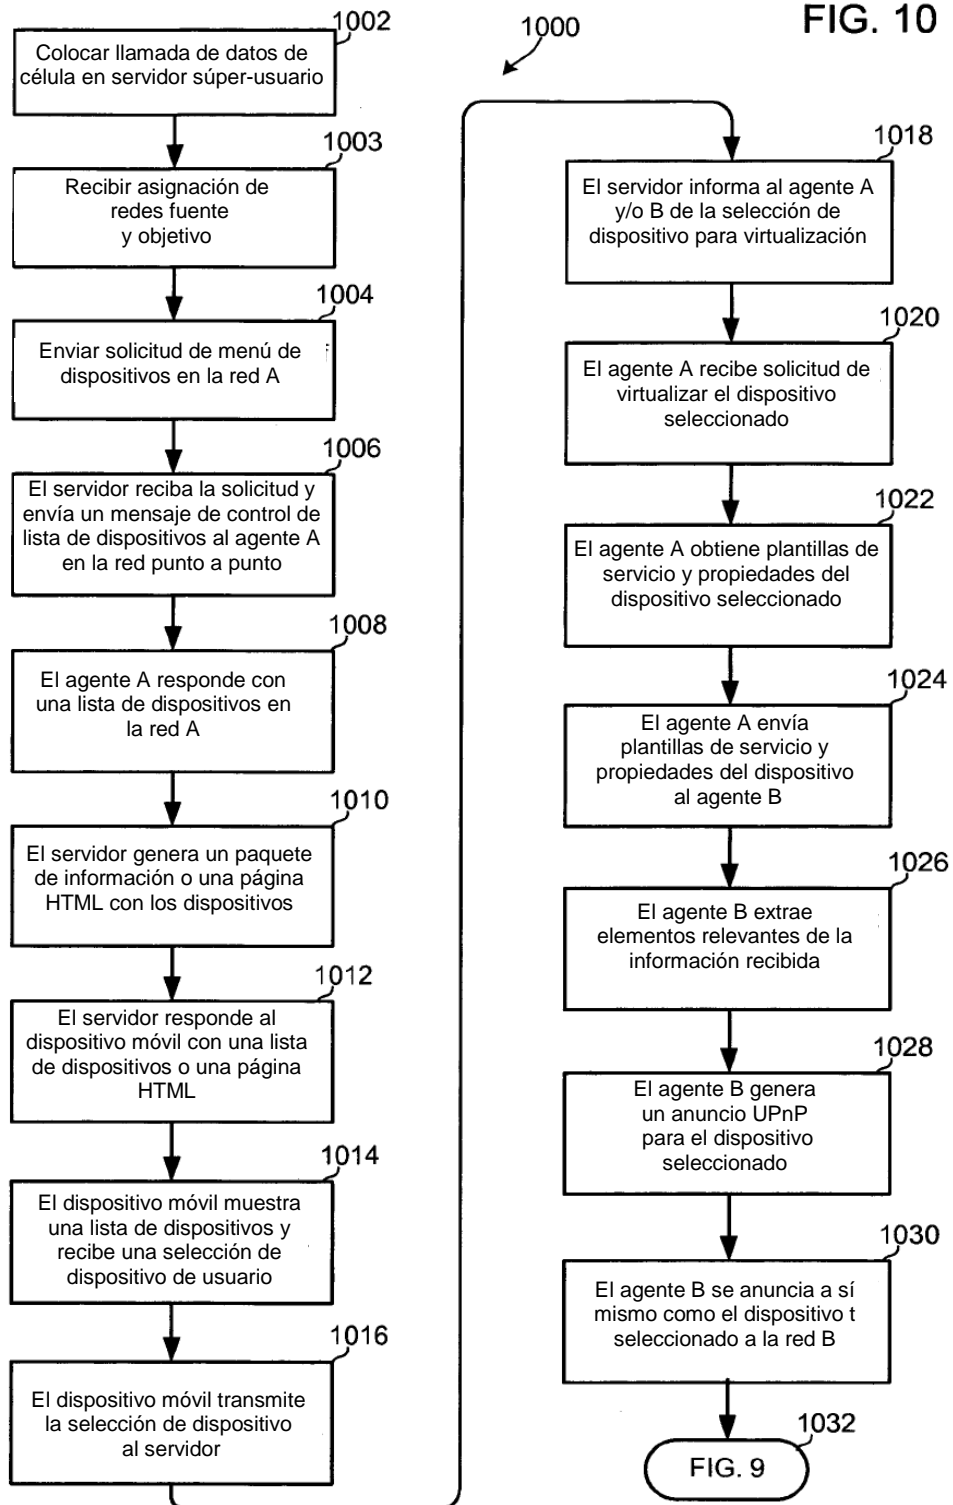 FIG. 10
1000
1002
Colocar llamada de datos de
célula en servidor súper-usuario
1003
Recibir asignación de
redes fuente
y objetivo
1004
Enviar solicitud de menú de
dispositivos en la red A
1006
El servidor reciba la solicitud y
envía un mensaje de control de
lista de dispositivos al agente A
en la red punto a punto
1008
El agente A responde con
una lista de dispositivos en
la red A
1010
El servidor genera un paquete
de información o una página
HTML con los dispositivos
1012
El servidor responde al
dispositivo móvil con una lista
de dispositivos o una página
HTML
1014
El dispositivo móvil muestra
una lista de dispositivos y
recibe una selección de
dispositivo de usuario
1016
El dispositivo móvil transmite
la selección de dispositivo
al servidor
1018
El servidor informa al agente A
y/o B de la selección de
dispositivo para virtualización
1020
El agente A recibe solicitud de
virtualizar el dispositivo
seleccionado
1022
El agente A obtiene plantillas de
servicio y propiedades del
dispositivo seleccionado
1024
El agente A envía
plantillas de servicio y
propiedades del dispositivo
al agente B
1026
El agente B extrae
elementos relevantes de la
información recibida
1028
El agente B genera
un anuncio UPnP
para el dispositivo
seleccionado
1030
El agente B se anuncia a sí
mismo como el dispositivo t
seleccionado a la red B
1032
FIG. 9